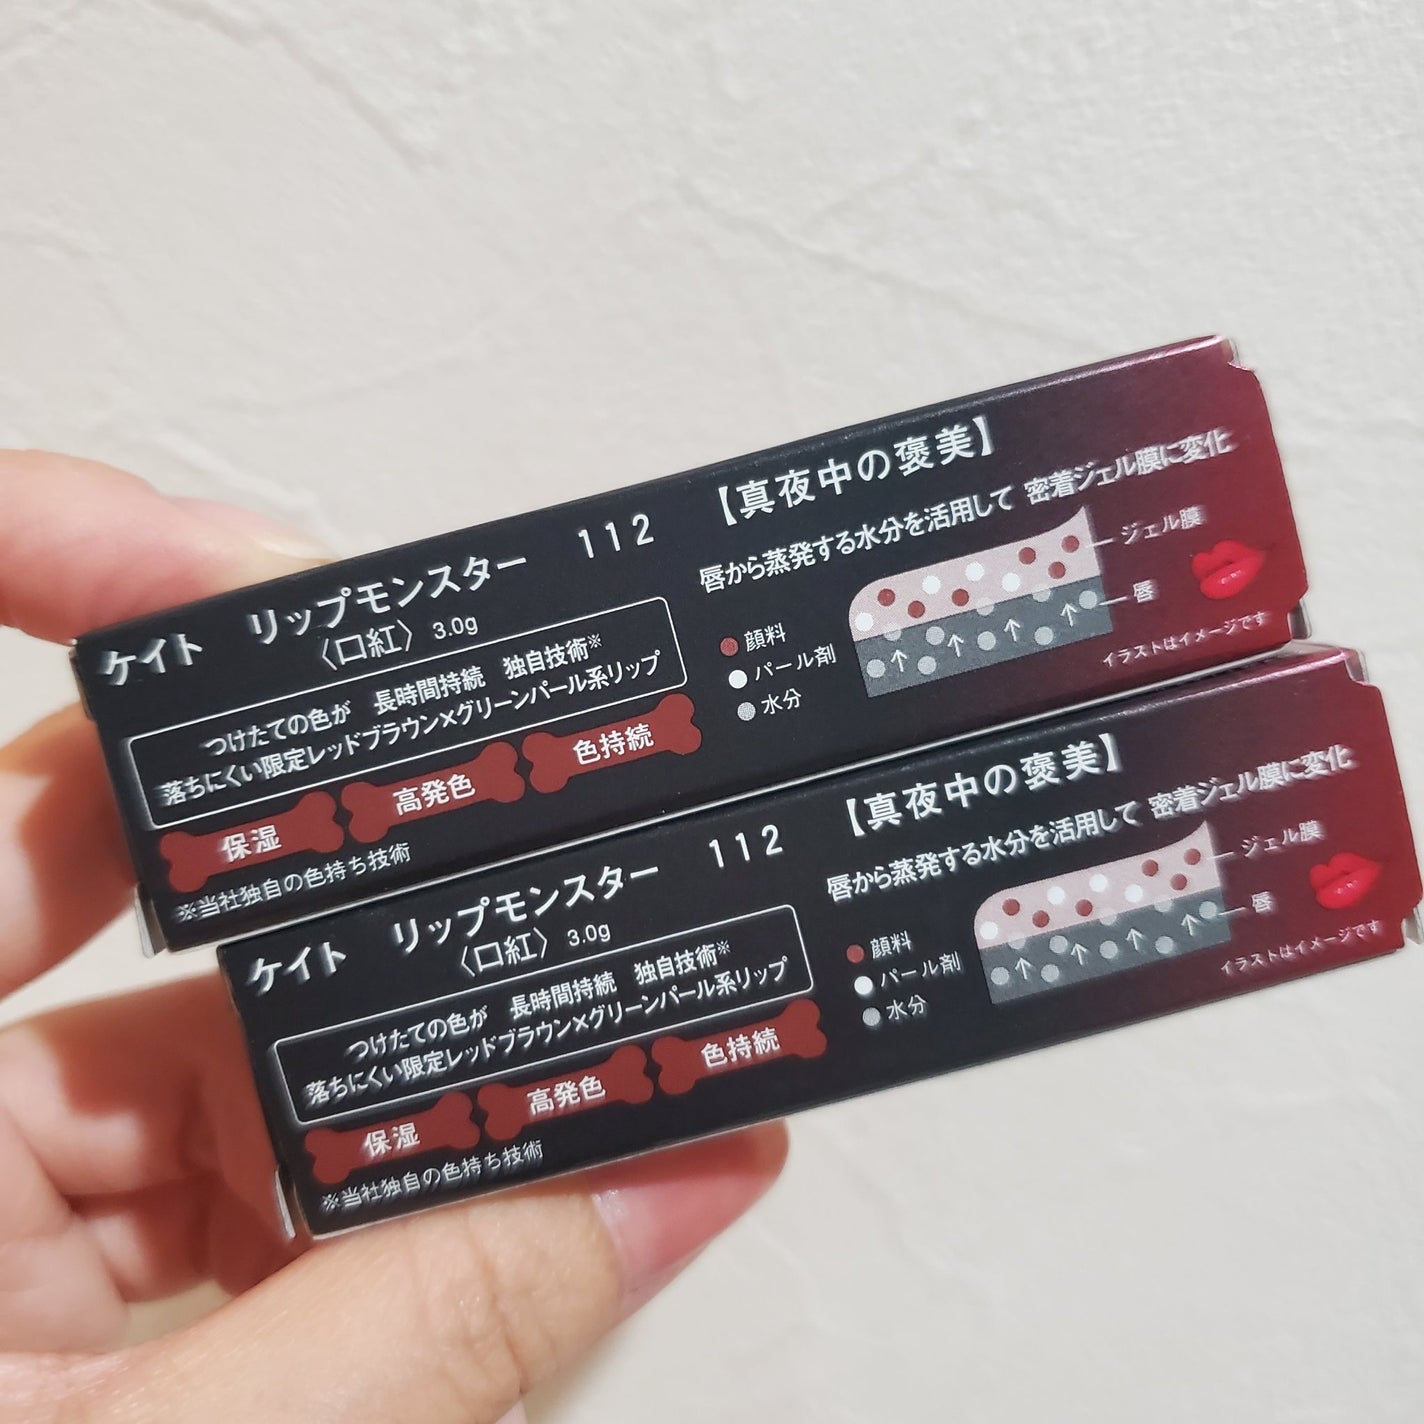 ケイト リップモンスター 112
〈口紅〉 3.0g
つけたての色が 長時間持続 独自技術※
落ちにくい限定レッドブラウン×グリーンパール系リップ
保湿 高発色 色持続
※当社独自の色持ち技術
【真夜中の褒美】
唇から蒸発する水分を活用して 密着ジェル膜に変化
ジェル膜
唇
顔料
パール剤
水分
イラストはイメージです
ケイト リップモンスター 112
〈口紅〉 3.0g
つけたての色が 長時間持続 独自技術※
落ちにくい限定レッドブラウン×グリーンパール系リップ
保湿 高発色 色持続
※当社独自の色持ち技術
【真夜中の褒美】
唇から蒸発する水分を活用して 密着ジェル膜に変化
ジェル膜
唇
顔料
パール剤
水分
イラストはイメージです